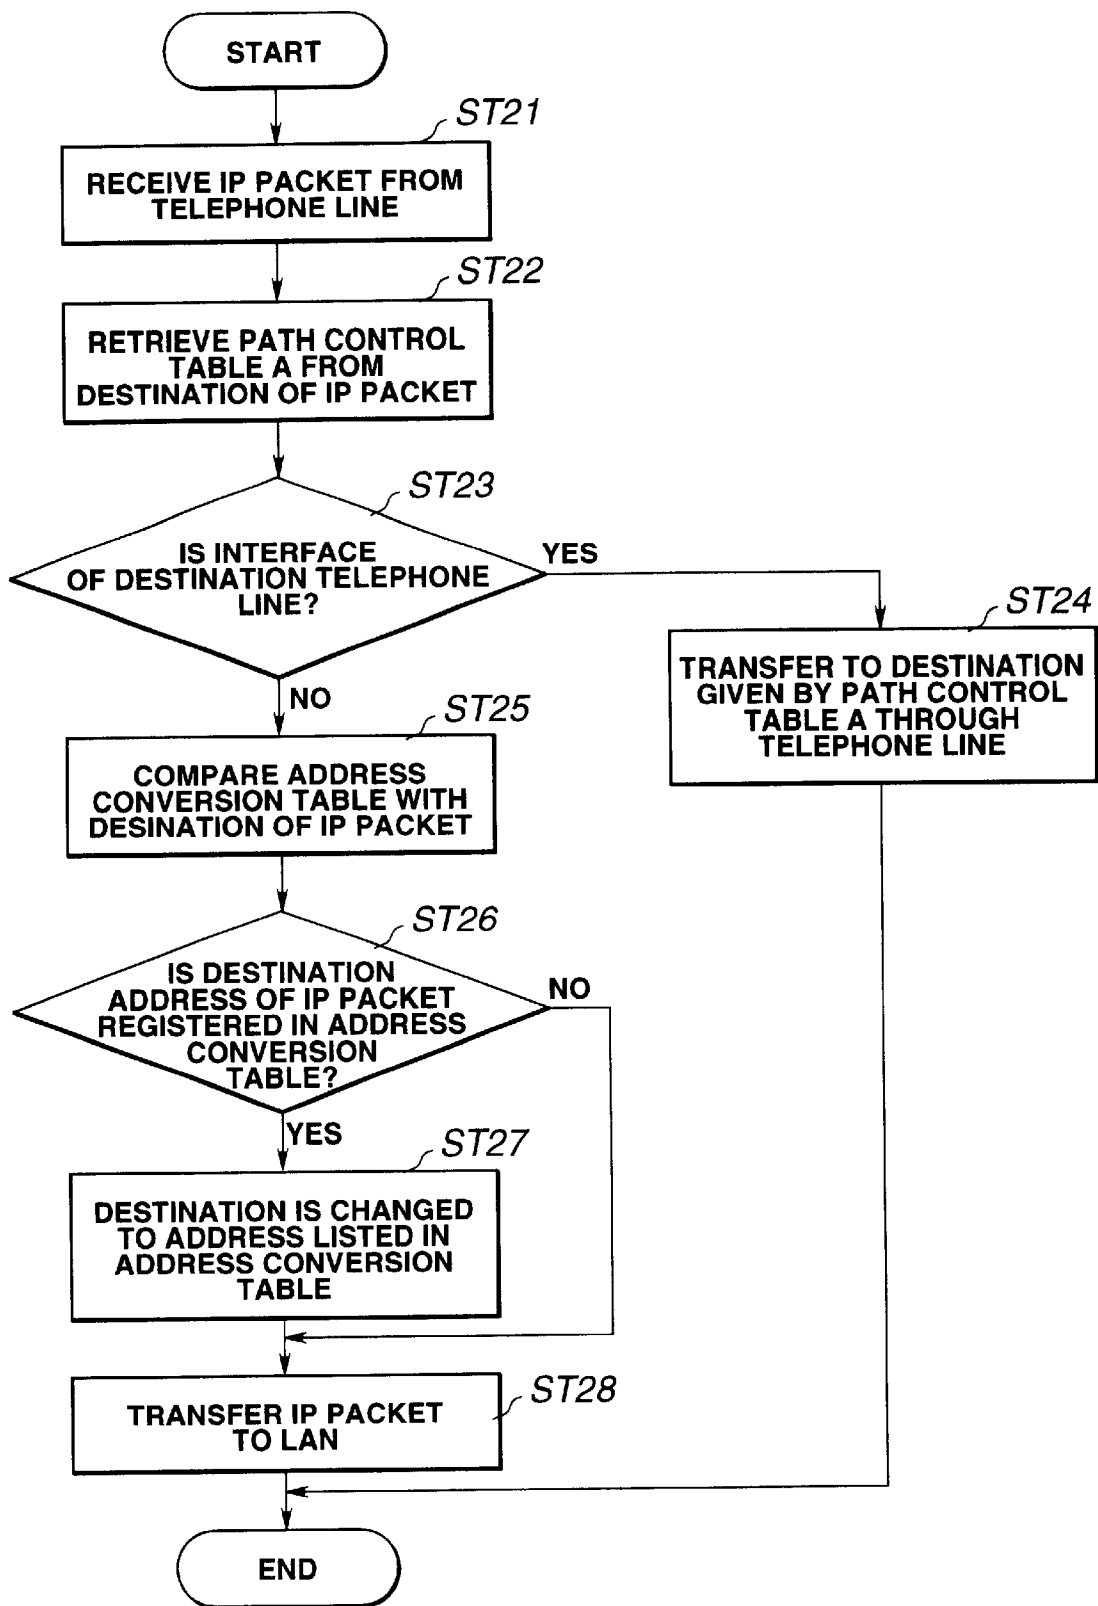 START
ST21
RECEIVE IP PACKET FROM
TELEPHONE LINE
ST22
RETRIEVE PATH CONTROL
TABLE A FROM
DESTINATION OF IP PACKET
ST23
IS INTERFACE
OF DESTINATION TELEPHONE
LINE?
YES
ST24
TRANSFER TO DESTINATION
GIVEN BY PATH CONTROL
TABLE A THROUGH
TELEPHONE LINE
NO
ST25
COMPARE ADDRESS
CONVERSION TABLE WITH
DESINATION OF IP PACKET
ST26
IS DESTINATION
ADDRESS OF IP PACKET
REGISTERED IN ADDRESS
CONVERSION
TABLE?
NO
YES
ST27
DESTINATION IS CHANGED
TO ADDRESS LISTED IN
ADDRESS CONVERSION
TABLE
ST28
TRANSFER IP PACKET
TO LAN
END